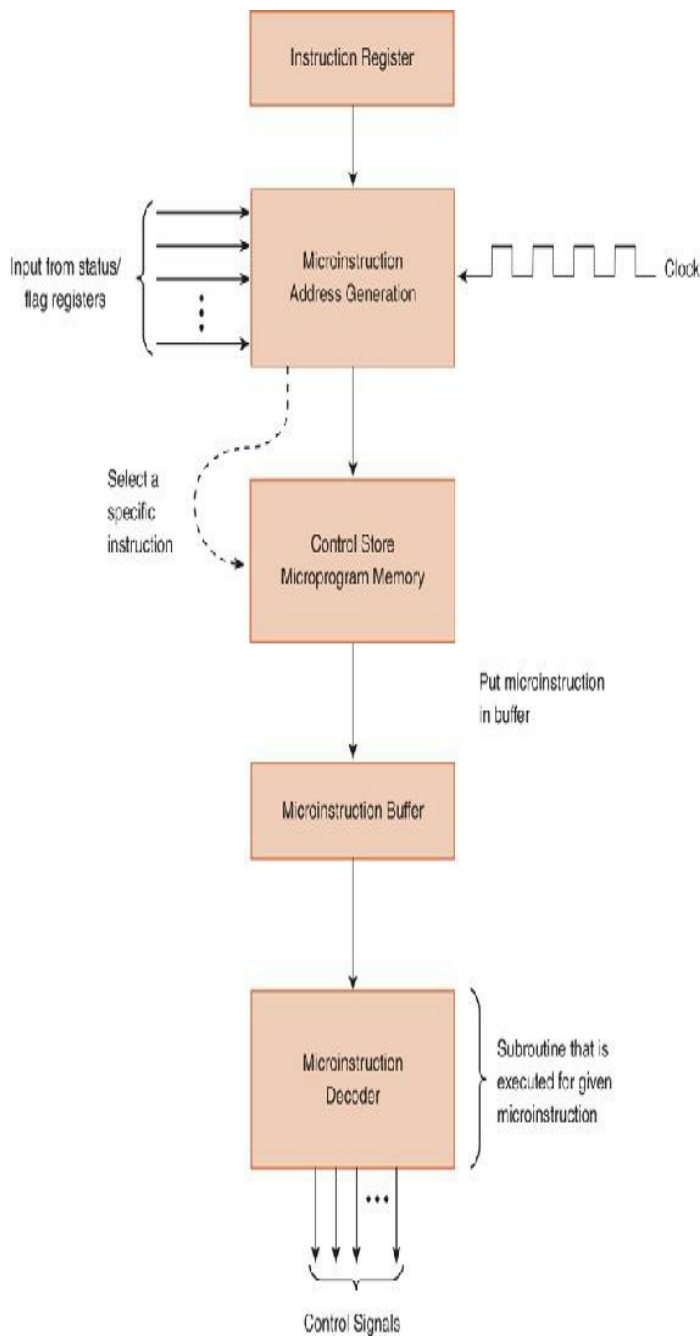 Instruction Register
Input from status/
flag registers
Microinstruction
Address Generation
Clock
Select a
specific
instruction
Control Store
Microprogram Memory
Put microinstruction
in buffer
Microinstruction Buffer
Microinstruction
Decoder
Subroutine that is
executed for given
microinstruction
Control Signals